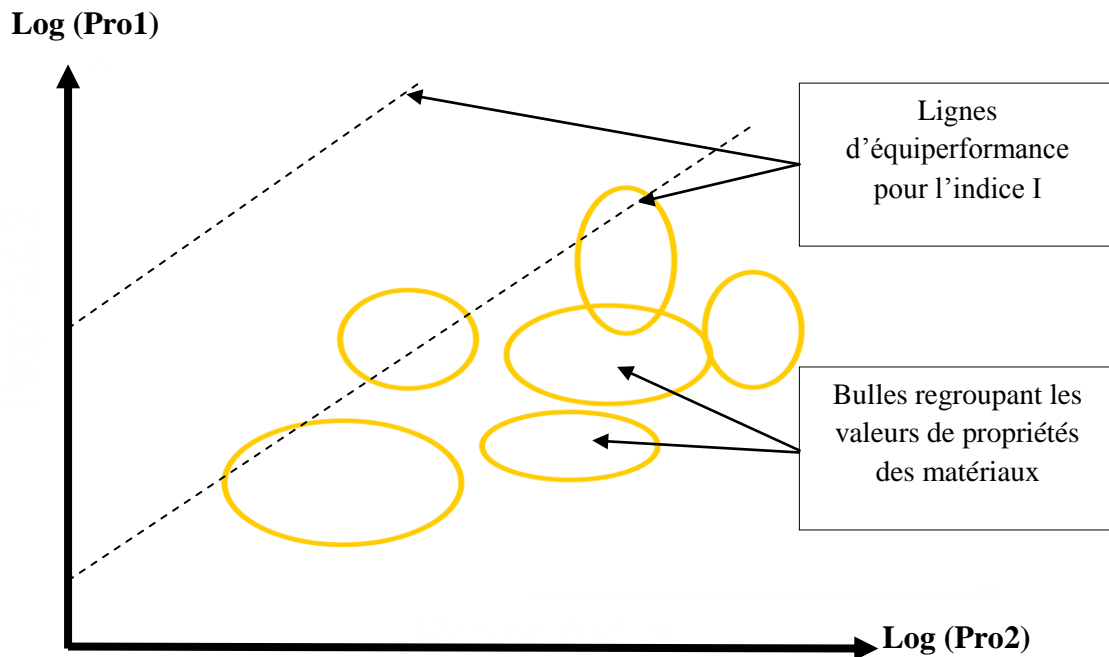 Log (Pro1)
Lignes
d’équiperformance
pour l’indice I
Bulles regroupant les
valeurs de propriétés
des matériaux
Log (Pro2)